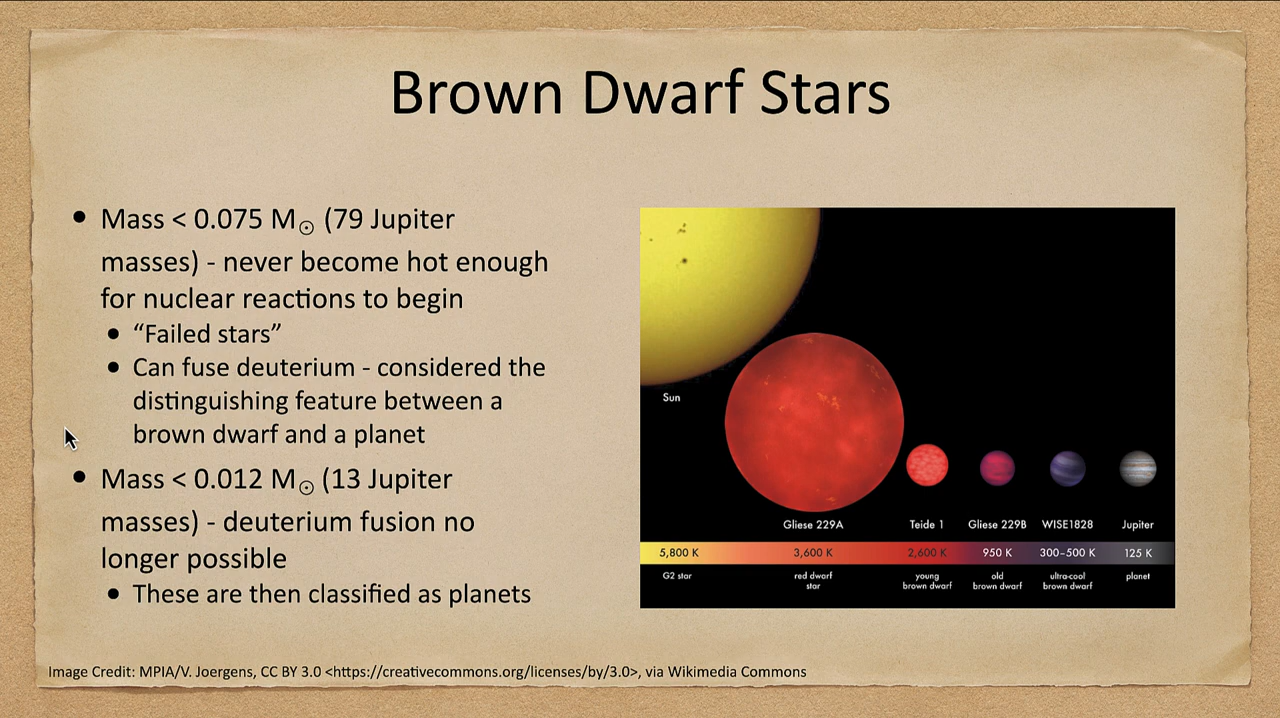 Brown Dwarf Stars
• Mass < 0.075 M☉ (79 Jupiter
masses) - never become hot enough
for nuclear reactions to begin
• “Failed stars”
• Can fuse deuterium - considered the
distinguishing feature between a
brown dwarf and a planet
• Mass < 0.012 M☉ (13 Jupiter
masses) - deuterium fusion no
longer possible
• These are then classified as planets
Sun
Gliese 229A Teide 1 Gliese 229B WISE1828 Jupiter
5,800 K 3,600 K 2,600 K 950 K 300–500 K 125 K
G2 star red dwarf young old ultra-cool planet
star brown dwarf brown dwarf brown dwarf
Image Credit: MPIA/V. Joergens, CC BY 3.0 <https://creativecommons.org/licenses/by/3.0>, via Wikimedia Commons